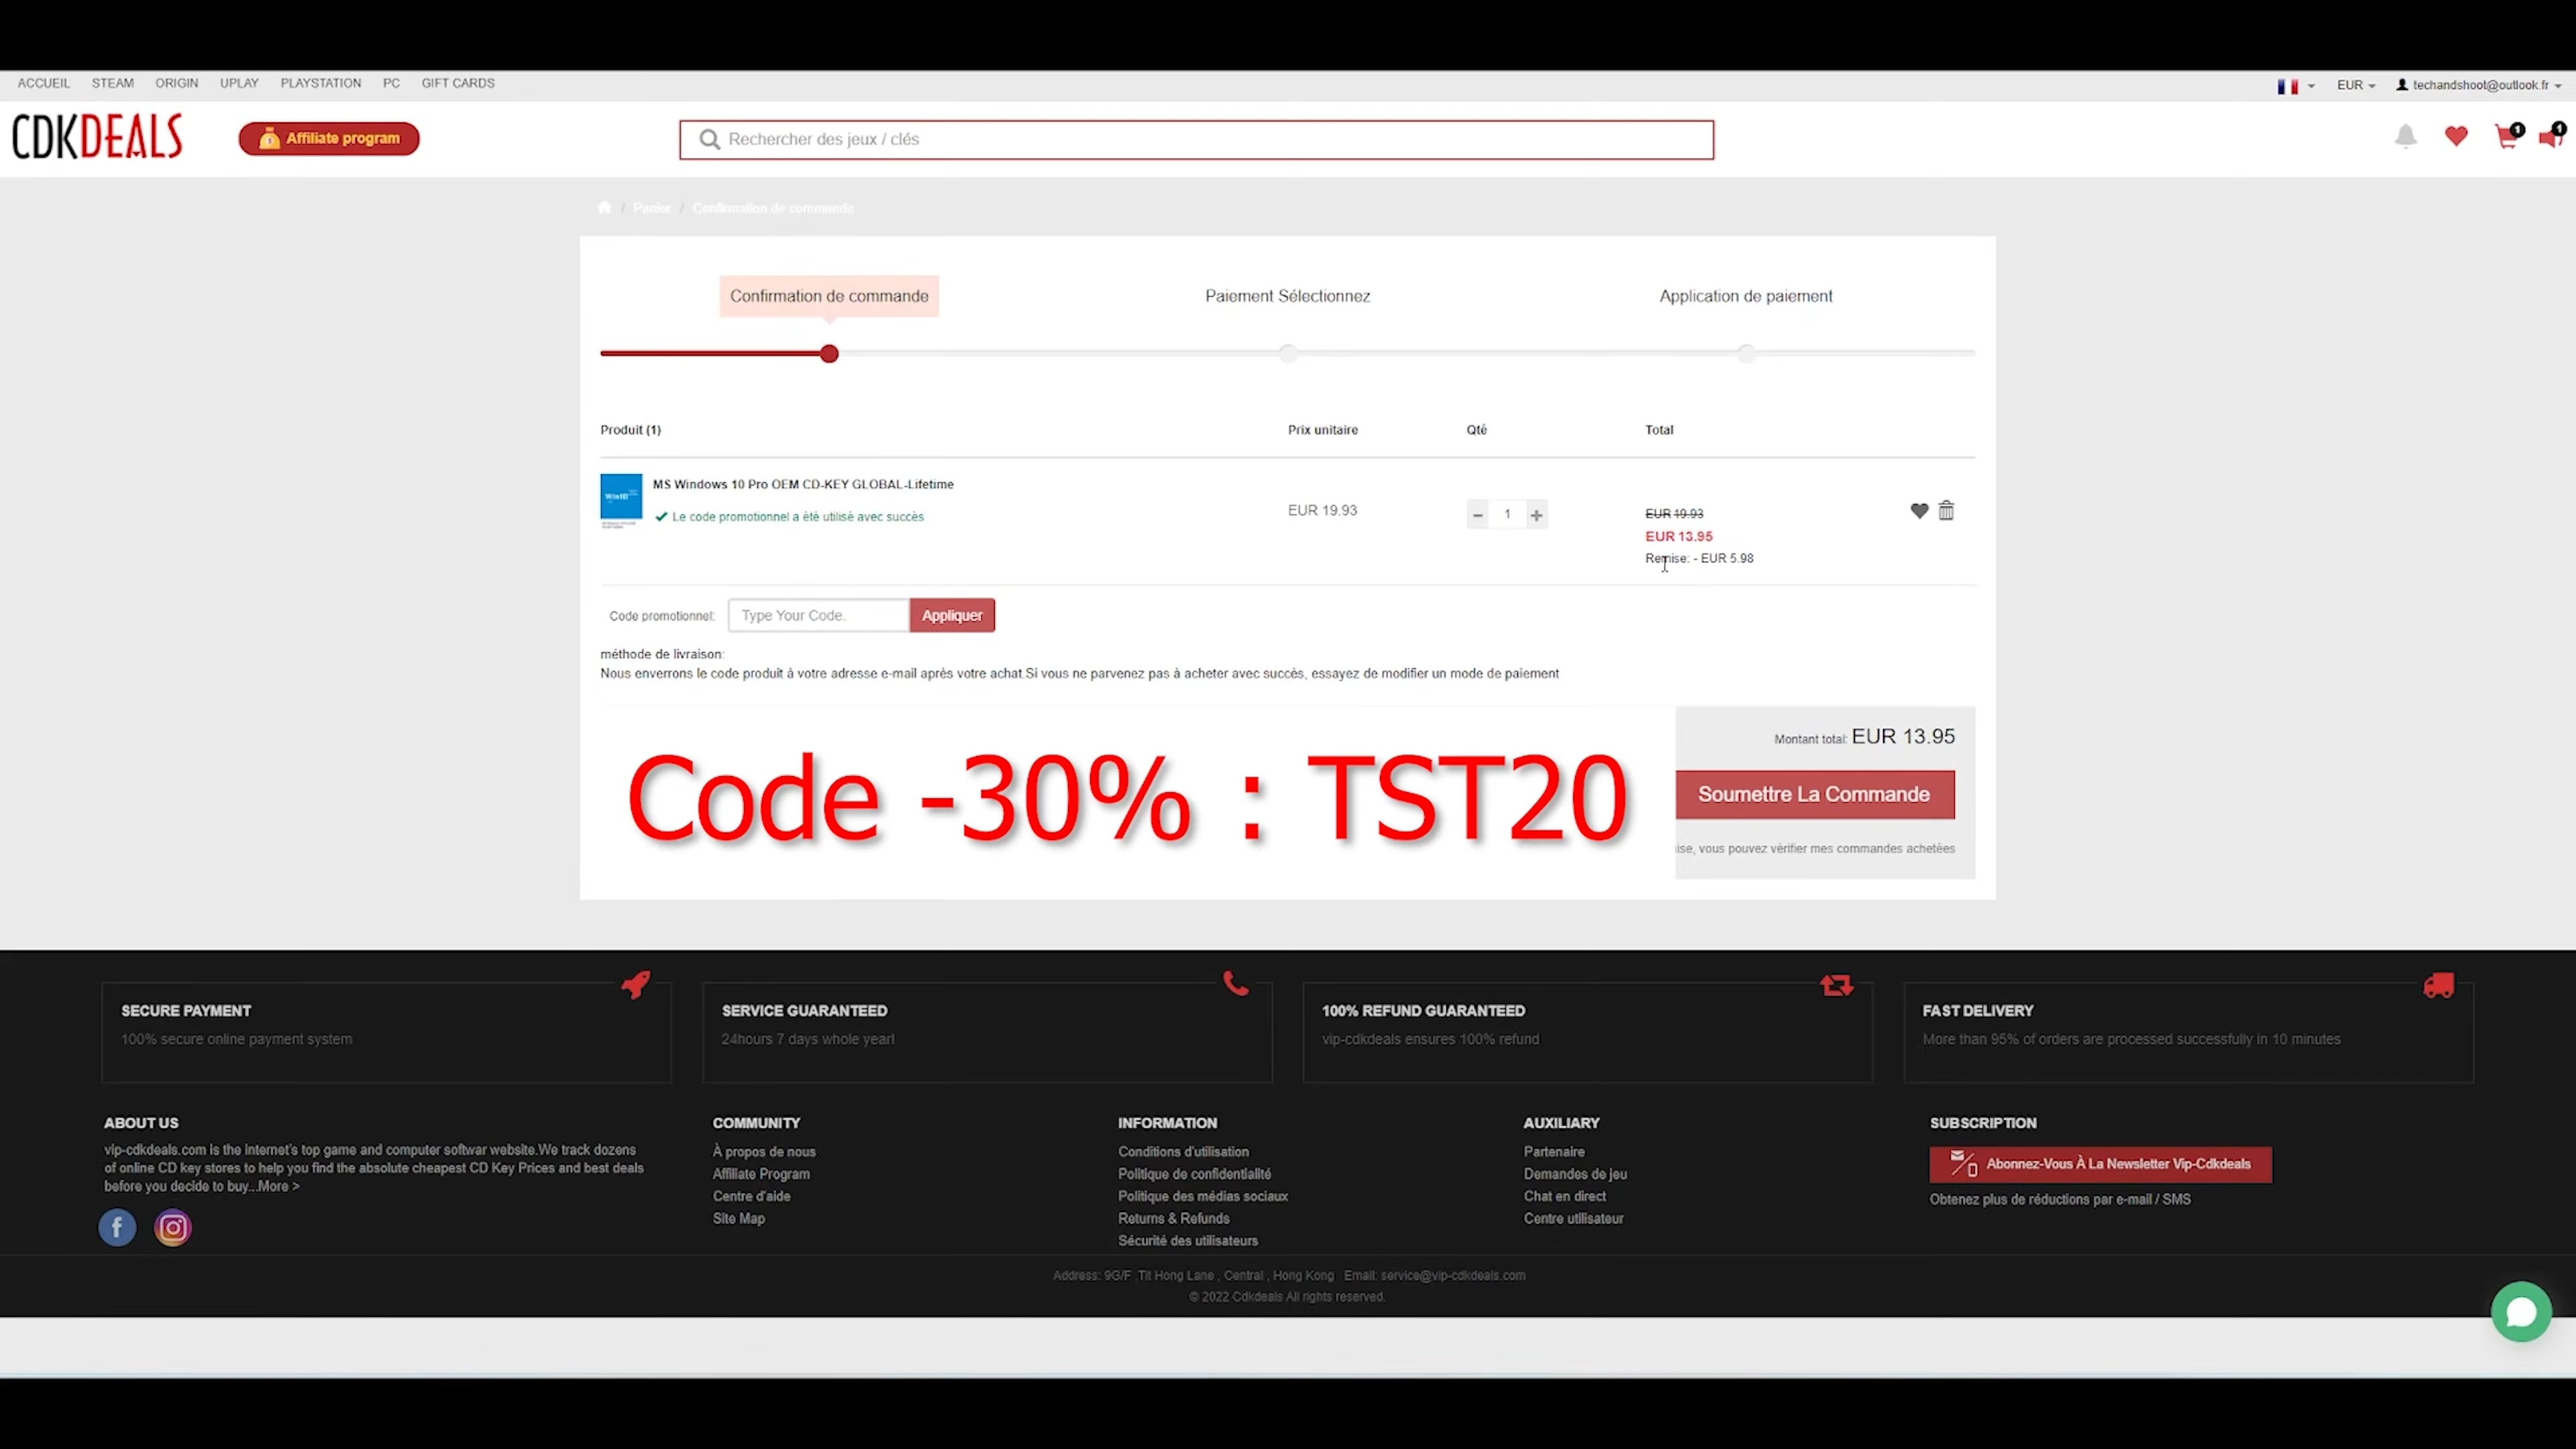 ACCUEIL STEAM ORIGIN UPLAY PLAYSTATION PC GIFT CARDS
EUR techandshoot@outlook.fr
CDKDEALS
Affiliate program
Rechercher des jeux / clés
1 1
/ Panier / Confirmation de commande
Confirmation de commande Paiement Sélectionnez Application de paiement
Produit (1) Prix unitaire Qté Total
MS Windows 10 Pro OEM CD-KEY GLOBAL-Lifetime
Le code promotionnel a été utilisé avec succès
EUR 19.93
- 1 +
EUR 19.93
EUR 13.95
Remise: - EUR 5.98
Code promotionnel: Type Your Code. Appliquer
méthode de livraison:
Nous enverrons le code produit à votre adresse e-mail après votre achat.Si vous ne parvenez pas à acheter avec succès, essayez de modifier un mode de paiement
Montant total: EUR 13.95
Code -30% : TST20
Soumettre La Commande
ise, vous pouvez vérifier mes commandes achetées
SECURE PAYMENT
100% secure online payment system
SERVICE GUARANTEED
24hours 7 days whole yearl
100% REFUND GUARANTEED
vip-cdkdeals ensures 100% refund
FAST DELIVERY
More than 95% of orders are processed successfully in 10 minutes
ABOUT US
vip-cdkdeals.com is the Internet's top game and computer softwar website.We track dozens
of online CD key stores to help you find the absolute cheapest CD Key Prices and best deals
before you decide to buy...More >
COMMUNITY
À propos de nous
Affiliate Program
Centre d'aide
Site Map
INFORMATION
Conditions d'utilisation
Politique de confidentialité
Politique des médias sociaux
Returns & Refunds
Sécurité des utilisateurs
AUXILIARY
Partenaire
Demandes de jeu
Chat en direct
Centre utilisateur
SUBSCRIPTION
Abonnez-Vous À La Newsletter Vip-Cdkdeals
Obtenez plus de réductions par e-mail / SMS
Address: 9G/F ,Tit Hong Lane , Central , Hong Kong Email: service@vip-cdkdeals.com
© 2022 Cdkdeals All rights reserved.